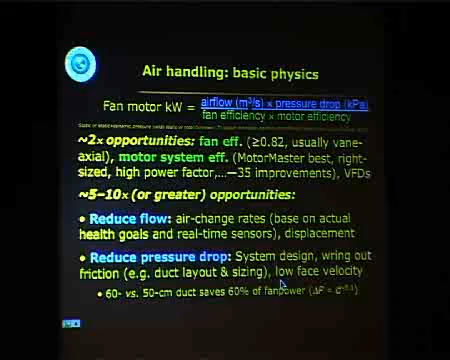 Air handling: basic physics
Fan motor kW = airflow (m³/s) x pressure drop (kPa)
fan efficiency x motor efficiency
~2x opportunities: fan eff. (≥0.82, usually vane-
axial), motor system eff. (MotorMaster best, right-
sized, high power factor,...—35 improvements), VFDs
~5–10x (or greater) opportunities:
• Reduce flow: air-change rates (base on actual
health goals and real-time sensors), displacement
• Reduce pressure drop: System design, wring out
friction (e.g. duct layout & sizing), low face velocity
• 60- vs. 50-cm duct saves 60% of fanpower